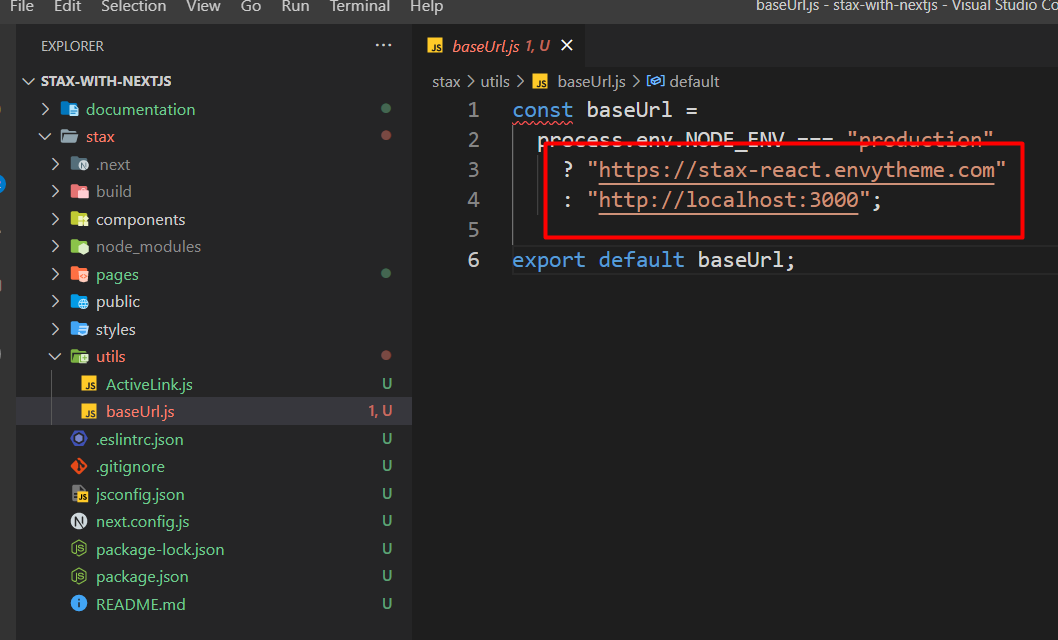 File Edit Selection View Go Run Terminal Help baseUrl.js - stax-with-nextjs - Visual Studio Co
EXPLORER ...
STAX-WITH-NEXTJS
documentation
stax
.next
build
components
node_modules
pages
public
styles
utils
ActiveLink.js U
baseUrl.js 1, U
.eslintrc.json U
.gitignore U
jsconfig.json U
next.config.js U
package-lock.json U
package.json U
README.md U
JS baseUrl.js 1, U ×
stax > utils > JS baseUrl.js > default
1 const baseUrl =
2 process.env.NODE_ENV === "production"
3 ? "https://stax-react.envytheme.com"
4 : "http://localhost:3000";
5
6 export default baseUrl;